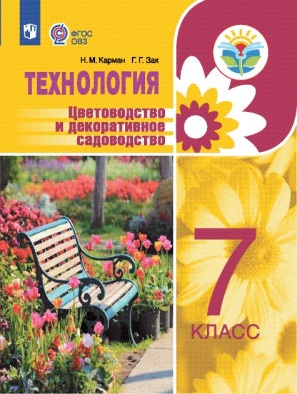 ФГОС
ОВЗ
Н. М. Карман Г. Г. Зак
ТЕХНОЛОГИЯ
Цветоводство
и декоративное
садоводство
7
КЛАСС